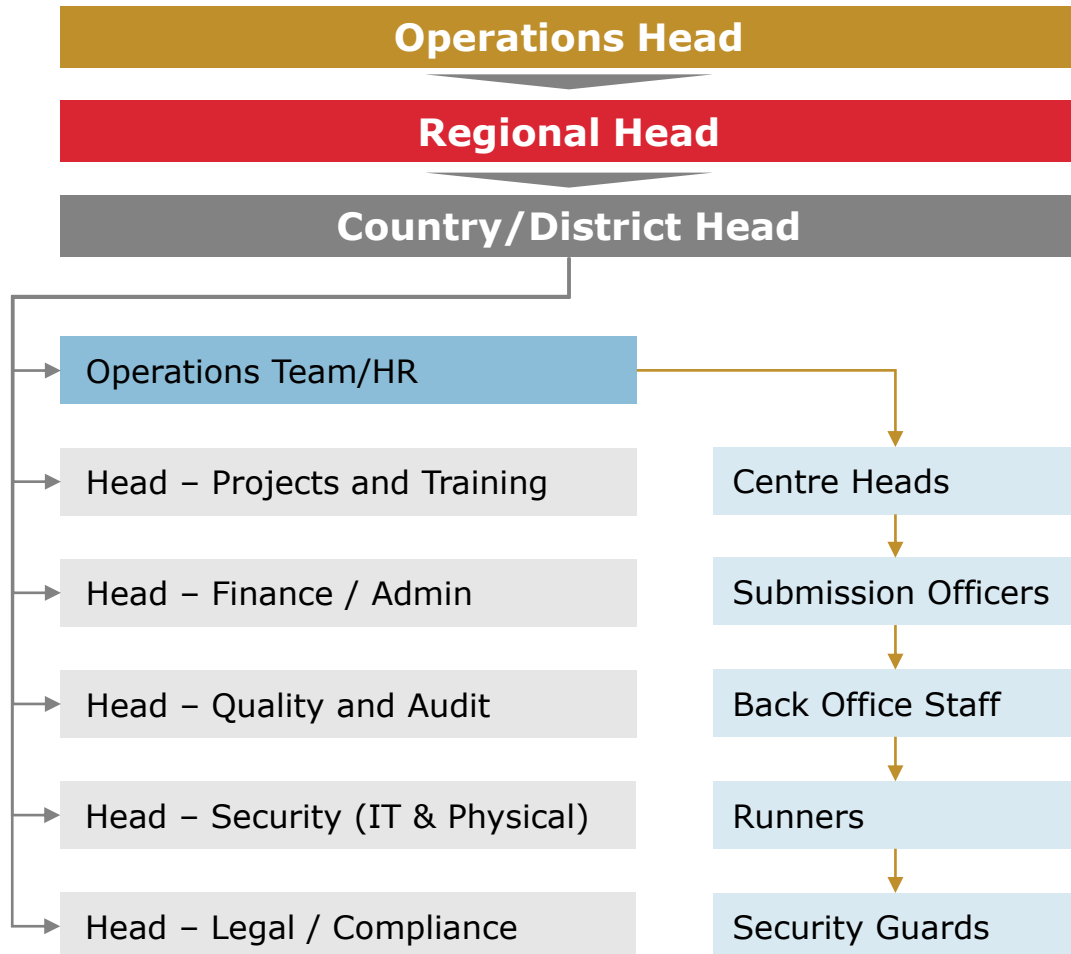 Operations Head
Regional Head
Country/District Head
Operations Team/HR
Head – Projects and Training
Head – Finance / Admin
Head – Quality and Audit
Head – Security (IT & Physical)
Head – Legal / Compliance
Centre Heads
Submission Officers
Back Office Staff
Runners
Security Guards